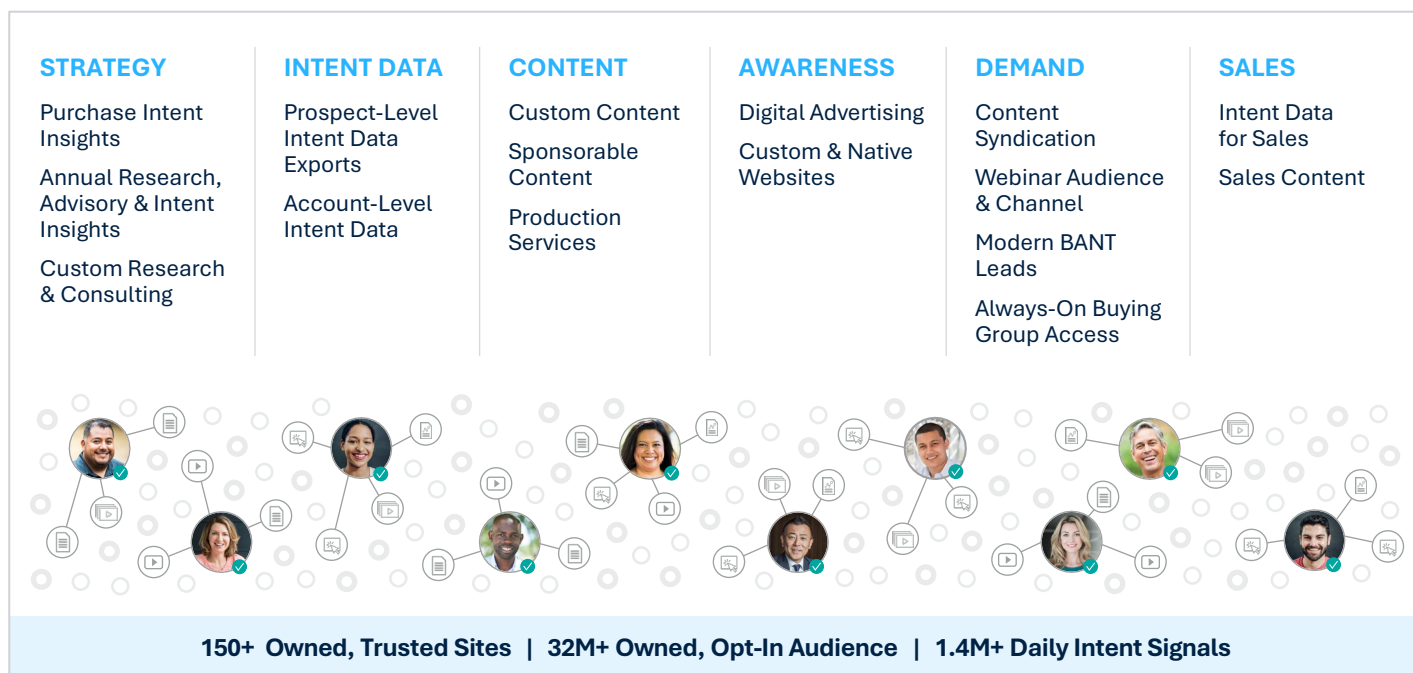 STRATEGY
Purchase Intent
Insights
Annual Research,
Advisory & Intent
Insights
Custom Research
& Consulting
INTENT DATA
Prospect-Level
Intent Data
Exports
Account-Level
Intent Data
CONTENT
Custom Content
Sponsorable
Content
Production
Services
AWARENESS
Digital Advertising
Custom & Native
Websites
DEMAND
Content
Syndication
Webinar Audience
& Channel
Modern BANT
Leads
Always-On Buying
Group Access
SALES
Intent Data
for Sales
Sales Content
150+ Owned, Trusted Sites | 32M+ Owned, Opt-In Audience | 1.4M+ Daily Intent Signals